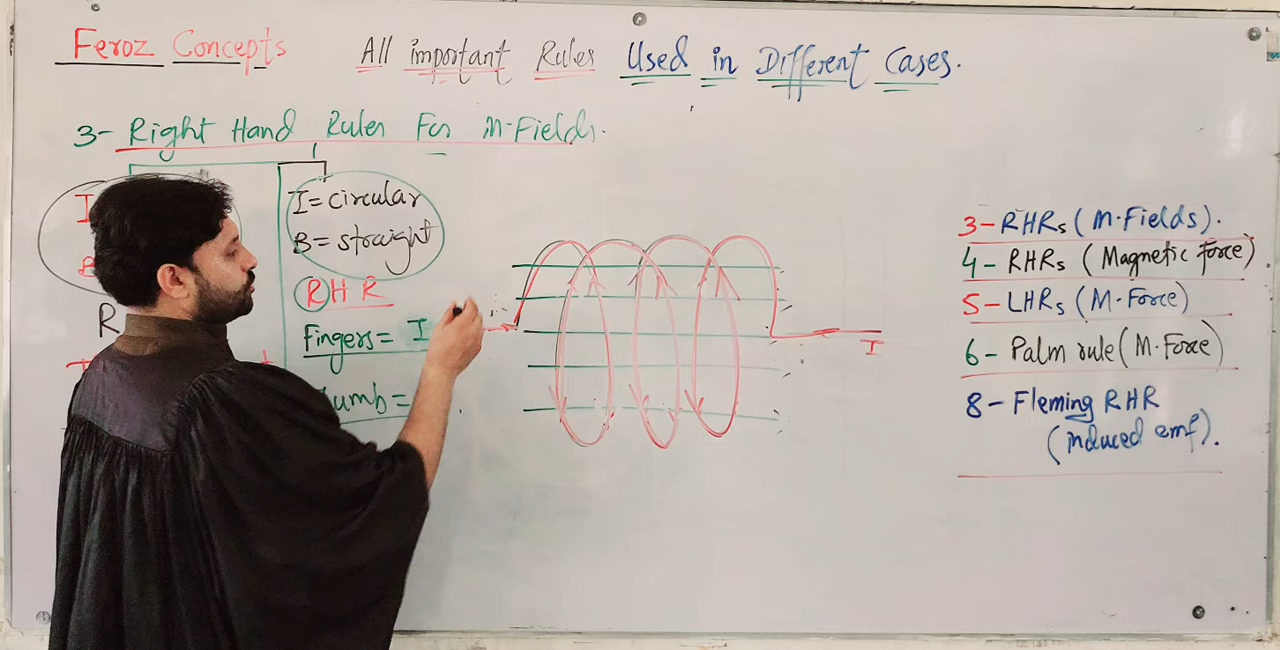 Feroz Concepts
All important Rules Used in Different Cases.
3- Right Hand Rules For M-Fields.
I
B
R
I = circular
B = straight
RHR
Fingers = I
umb =
I
3-RHRs (M.Fields).
4-RHRs (Magnetic force)
5-LHRs (M-Force)
6-Palm rule (M.Force)
8-Fleming RHR
(induced emf).